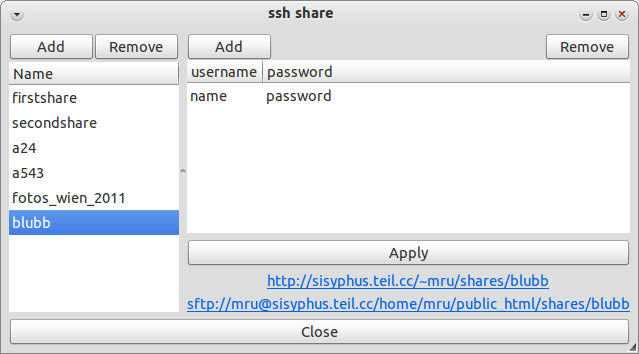 ssh share
Add Remove Add Remove
Name
firstshare
secondshare
a24
a543
fotos_wien_2011
blubb
username password
name password
Apply
http://sisyphus.teil.cc/~mru/shares/blubb
sftp://mru@sisyphus.teil.cc/home/mru/public_html/shares/blubb
Close